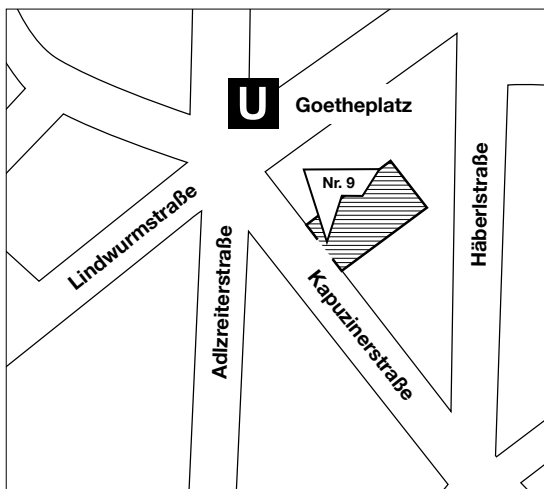 U
Goetheplatz
Nr. 9
Häberlstraße
Lindwurmstraße
Adlzreiterstraße
Kapuzinerstraße